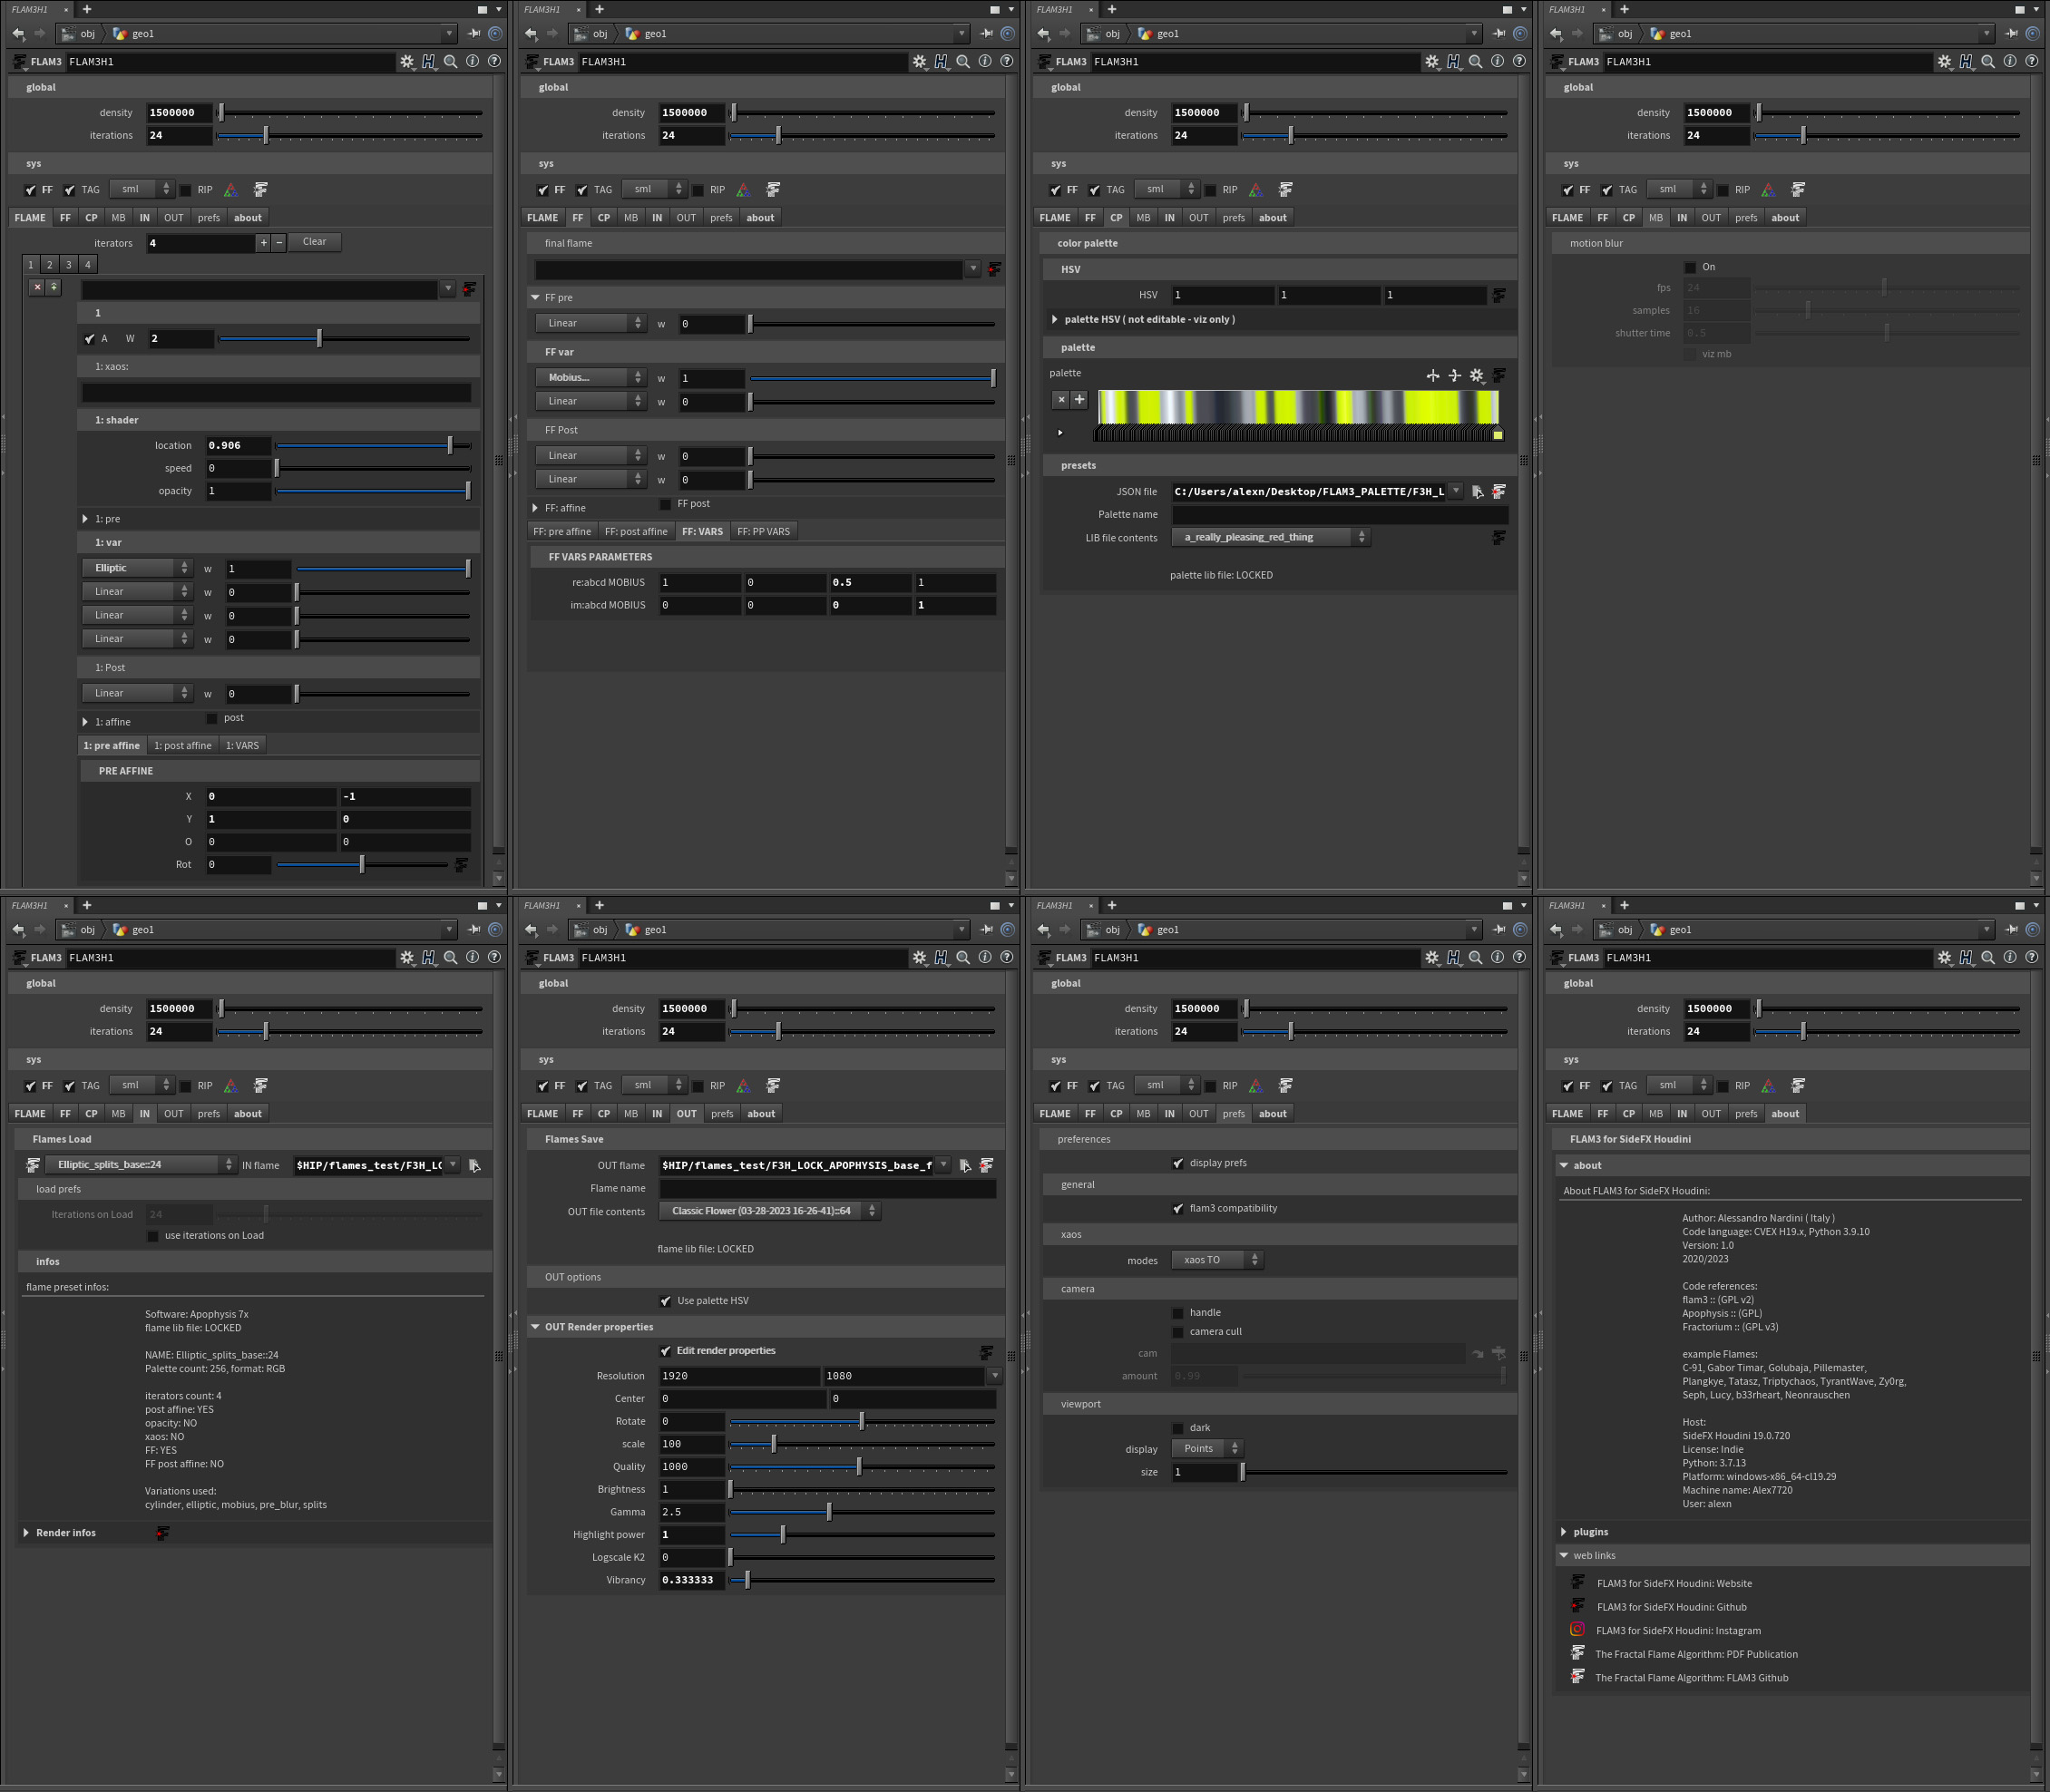 FLAM3H1
obj geo1
FLAM3 FLAM3H1
global
density 1500000
iterations 24
sys
FF TAG sml RIP
FLAME FF CP MB IN OUT prefs about
iterators 4 + − Clear
1 2 3 4
1
A W 2
1: xaos:
1: shader
location 0.906
speed 0
opacity 1
1: pre
1: var
Elliptic w 1
Linear w 0
Linear w 0
Linear w 0
1: Post
Linear w 0
1: affine post
1: pre affine 1: post affine 1: VARS
PRE AFFINE
X 0 -1
Y 1 0
O 0 0
Rot 0
FLAM3H1
obj geo1
FLAM3 FLAM3H1
global
density 1500000
iterations 24
sys
FF TAG sml RIP
FLAME FF CP MB IN OUT prefs about
final flame
FF pre
Linear w 0
FF var
Mobius... w 1
Linear w 0
FF Post
Linear w 0
Linear w 0
FF: affine FF post
FF: pre affine FF: post affine FF: VARS FF: PP VARS
FF VARS PARAMETERS
re:abcd MOBIUS 1 0 0.5 1
im:abcd MOBIUS 0 0 0 1
FLAM3H1
obj geo1
FLAM3 FLAM3H1
global
density 1500000
iterations 24
sys
FF TAG sml RIP
FLAME FF CP MB IN OUT prefs about
color palette
HSV
HSV 1 1 1
palette HSV ( not editable - viz only )
palette
palette
presets
JSON file C:/Users/alexn/Desktop/FLAM3_PALETTE/F3H_L
Palette name
LIB file contents a_really_pleasing_red_thing
palette lib file: LOCKED
FLAM3H1
obj geo1
FLAM3 FLAM3H1
global
density 1500000
iterations 24
sys
FF TAG sml RIP
FLAME FF CP MB IN OUT prefs about
motion blur
On
fps 24
samples 16
shutter time 0.5
viz mb
FLAM3H1
obj geo1
FLAM3 FLAM3H1
global
density 1500000
iterations 24
sys
FF TAG sml RIP
FLAME FF CP MB IN OUT prefs about
Flames Load
Elliptic_splits_base::24 IN flame $HIP/flames_test/F3H_LC
load prefs
Iterations on Load 24
use iterations on Load
infos
flame preset infos:
Software: Apophysis 7x
flame lib file: LOCKED
NAME: Elliptic_splits_base::24
Palette count: 256, format: RGB
iterators count: 4
post affine: YES
opacity: NO
xaos: NO
FF: YES
FF post affine: NO
Variations used:
cylinder, elliptic, mobius, pre_blur, splits
Render infos
FLAM3H1
obj geo1
FLAM3 FLAM3H1
global
density 1500000
iterations 24
sys
FF TAG sml RIP
FLAME FF CP MB IN OUT prefs about
Flames Save
OUT flame $HIP/flames_test/F3H_LOCK_APOPHYSIS_base_f
Flame name
OUT file contents Classic Flower (03-28-2023 16-26-41)::64
flame lib file: LOCKED
OUT options
Use palette HSV
OUT Render properties
Edit render properties
Resolution 1920 1080
Center 0 0
Rotate 0
scale 100
Quality 1000
Brightness 1
Gamma 2.5
Highlight power 1
Logscale K2 0
Vibrancy 0.333333
FLAM3H1
obj geo1
FLAM3 FLAM3H1
global
density 1500000
iterations 24
sys
FF TAG sml RIP
FLAME FF CP MB IN OUT prefs about
preferences
display prefs
general
flam3 compatibility
xaos
modes xaos TO
camera
handle
camera cull
cam
amount 0.99
viewport
dark
display Points
size 1
FLAM3H1
obj geo1
FLAM3 FLAM3H1
global
density 1500000
iterations 24
sys
FF TAG sml RIP
FLAME FF CP MB IN OUT prefs about
FLAM3 for SideFX Houdini
about
About FLAM3 for SideFX Houdini:
Author: Alessandro Nardini ( Italy )
Code language: CVEX H19.x, Python 3.9.10
Version: 1.0
2020/2023
Code references:
flam3 :: (GPL v2)
Apophysis :: (GPL)
Fractorium :: (GPL v3)
example Flames:
C-91, Gabor Timar, Golubaja, Pillemaster,
Plangkye, Tatasz, Triptychaos, TyrantWave, Zy0rg,
Seph, Lucy, b33rheart, Neonrauschen
Host:
SideFX Houdini 19.0.720
License: Indie
Python: 3.7.13
Platform: windows-x86_64-cl19.29
Machine name: Alex7720
User: alexn
plugins
web links
FLAM3 for SideFX Houdini: Website
FLAM3 for SideFX Houdini: Github
FLAM3 for SideFX Houdini: Instagram
The Fractal Flame Algorithm: PDF Publication
The Fractal Flame Algorithm: FLAM3 Github